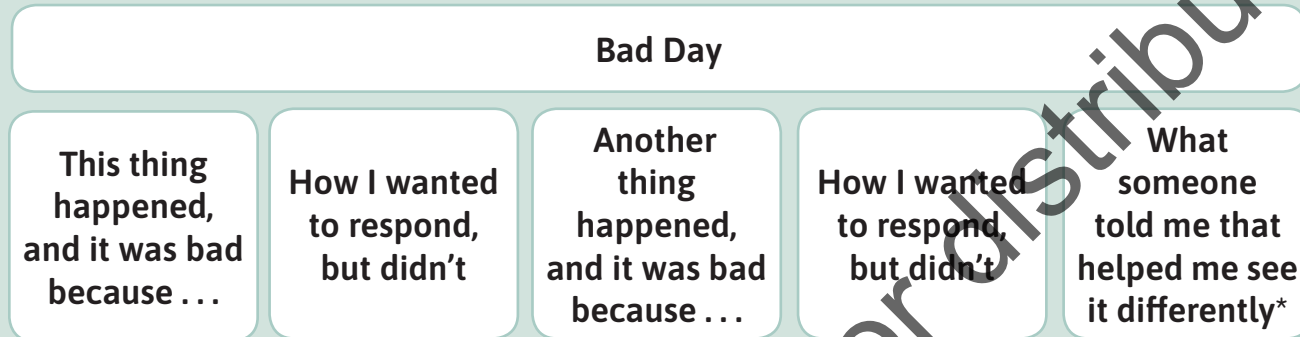 Bad Day
This thing
happened,
and it was bad
because . . .
How I wanted
to respond,
but didn't
Another
thing
happened,
and it was bad
because . . .
How I wanted
to respond,
but didn't
What
someone
told me that
helped me see
it differently*
or distribu